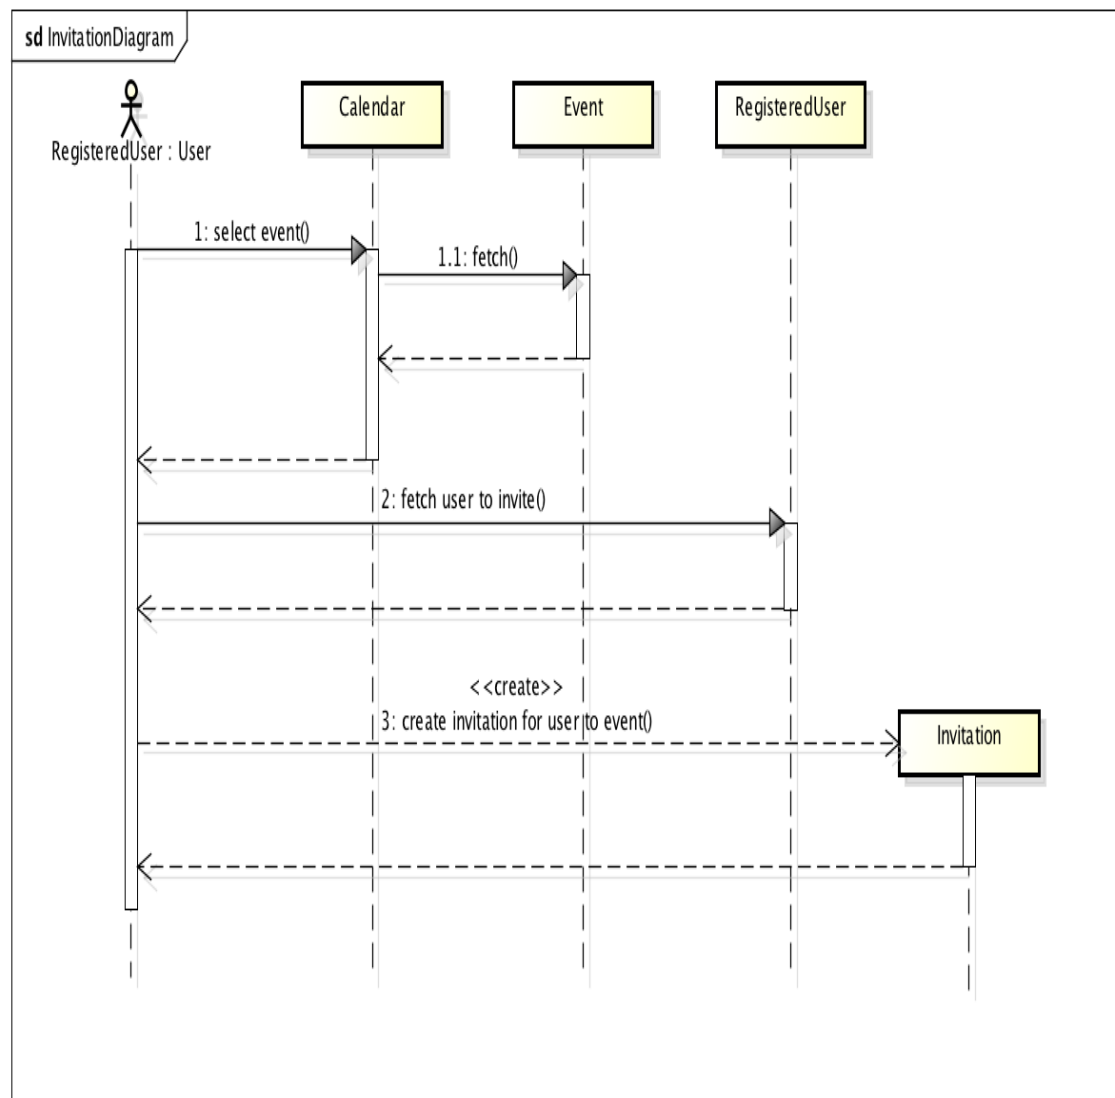 sd InvitationDiagram
Calendar
Event
RegisteredUser
RegisteredUser : User
1: select event()
1.1: fetch()
2: fetch user to invite()
<<create>>
3: create invitation for user to event()
Invitation